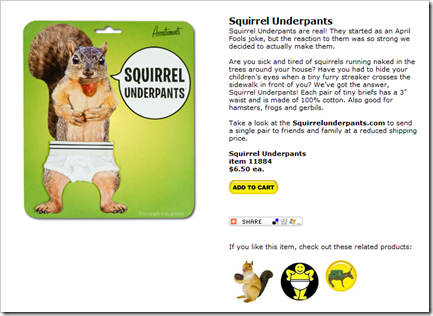 Accoutrements
SQUIRREL
UNDERPANTS
Squirrel Underpants
Squirrel Underpants are real! They started as an April
Fools joke, but the reaction to them was so strong we
decided to actually make them.
Are you sick and tired of squirrels running naked in the
trees around your house? Have you had to hide your
children's eyes when a tiny furry streaker crosses the
sidewalk in front of you? We've got the answer,
Squirrel Underpants! Each pair of tiny briefs has a 3"
waist and is made of 100% cotton. Also good for
hamsters, frogs and gerbils.
Take a look at the Squirrelunderpants.com to send
a single pair to friends and family at a reduced shipping
price.
Squirrel Underpants
item 11884
$6.50 ea.
ADD TO CART
SHARE
If you like this item, check out these related products: